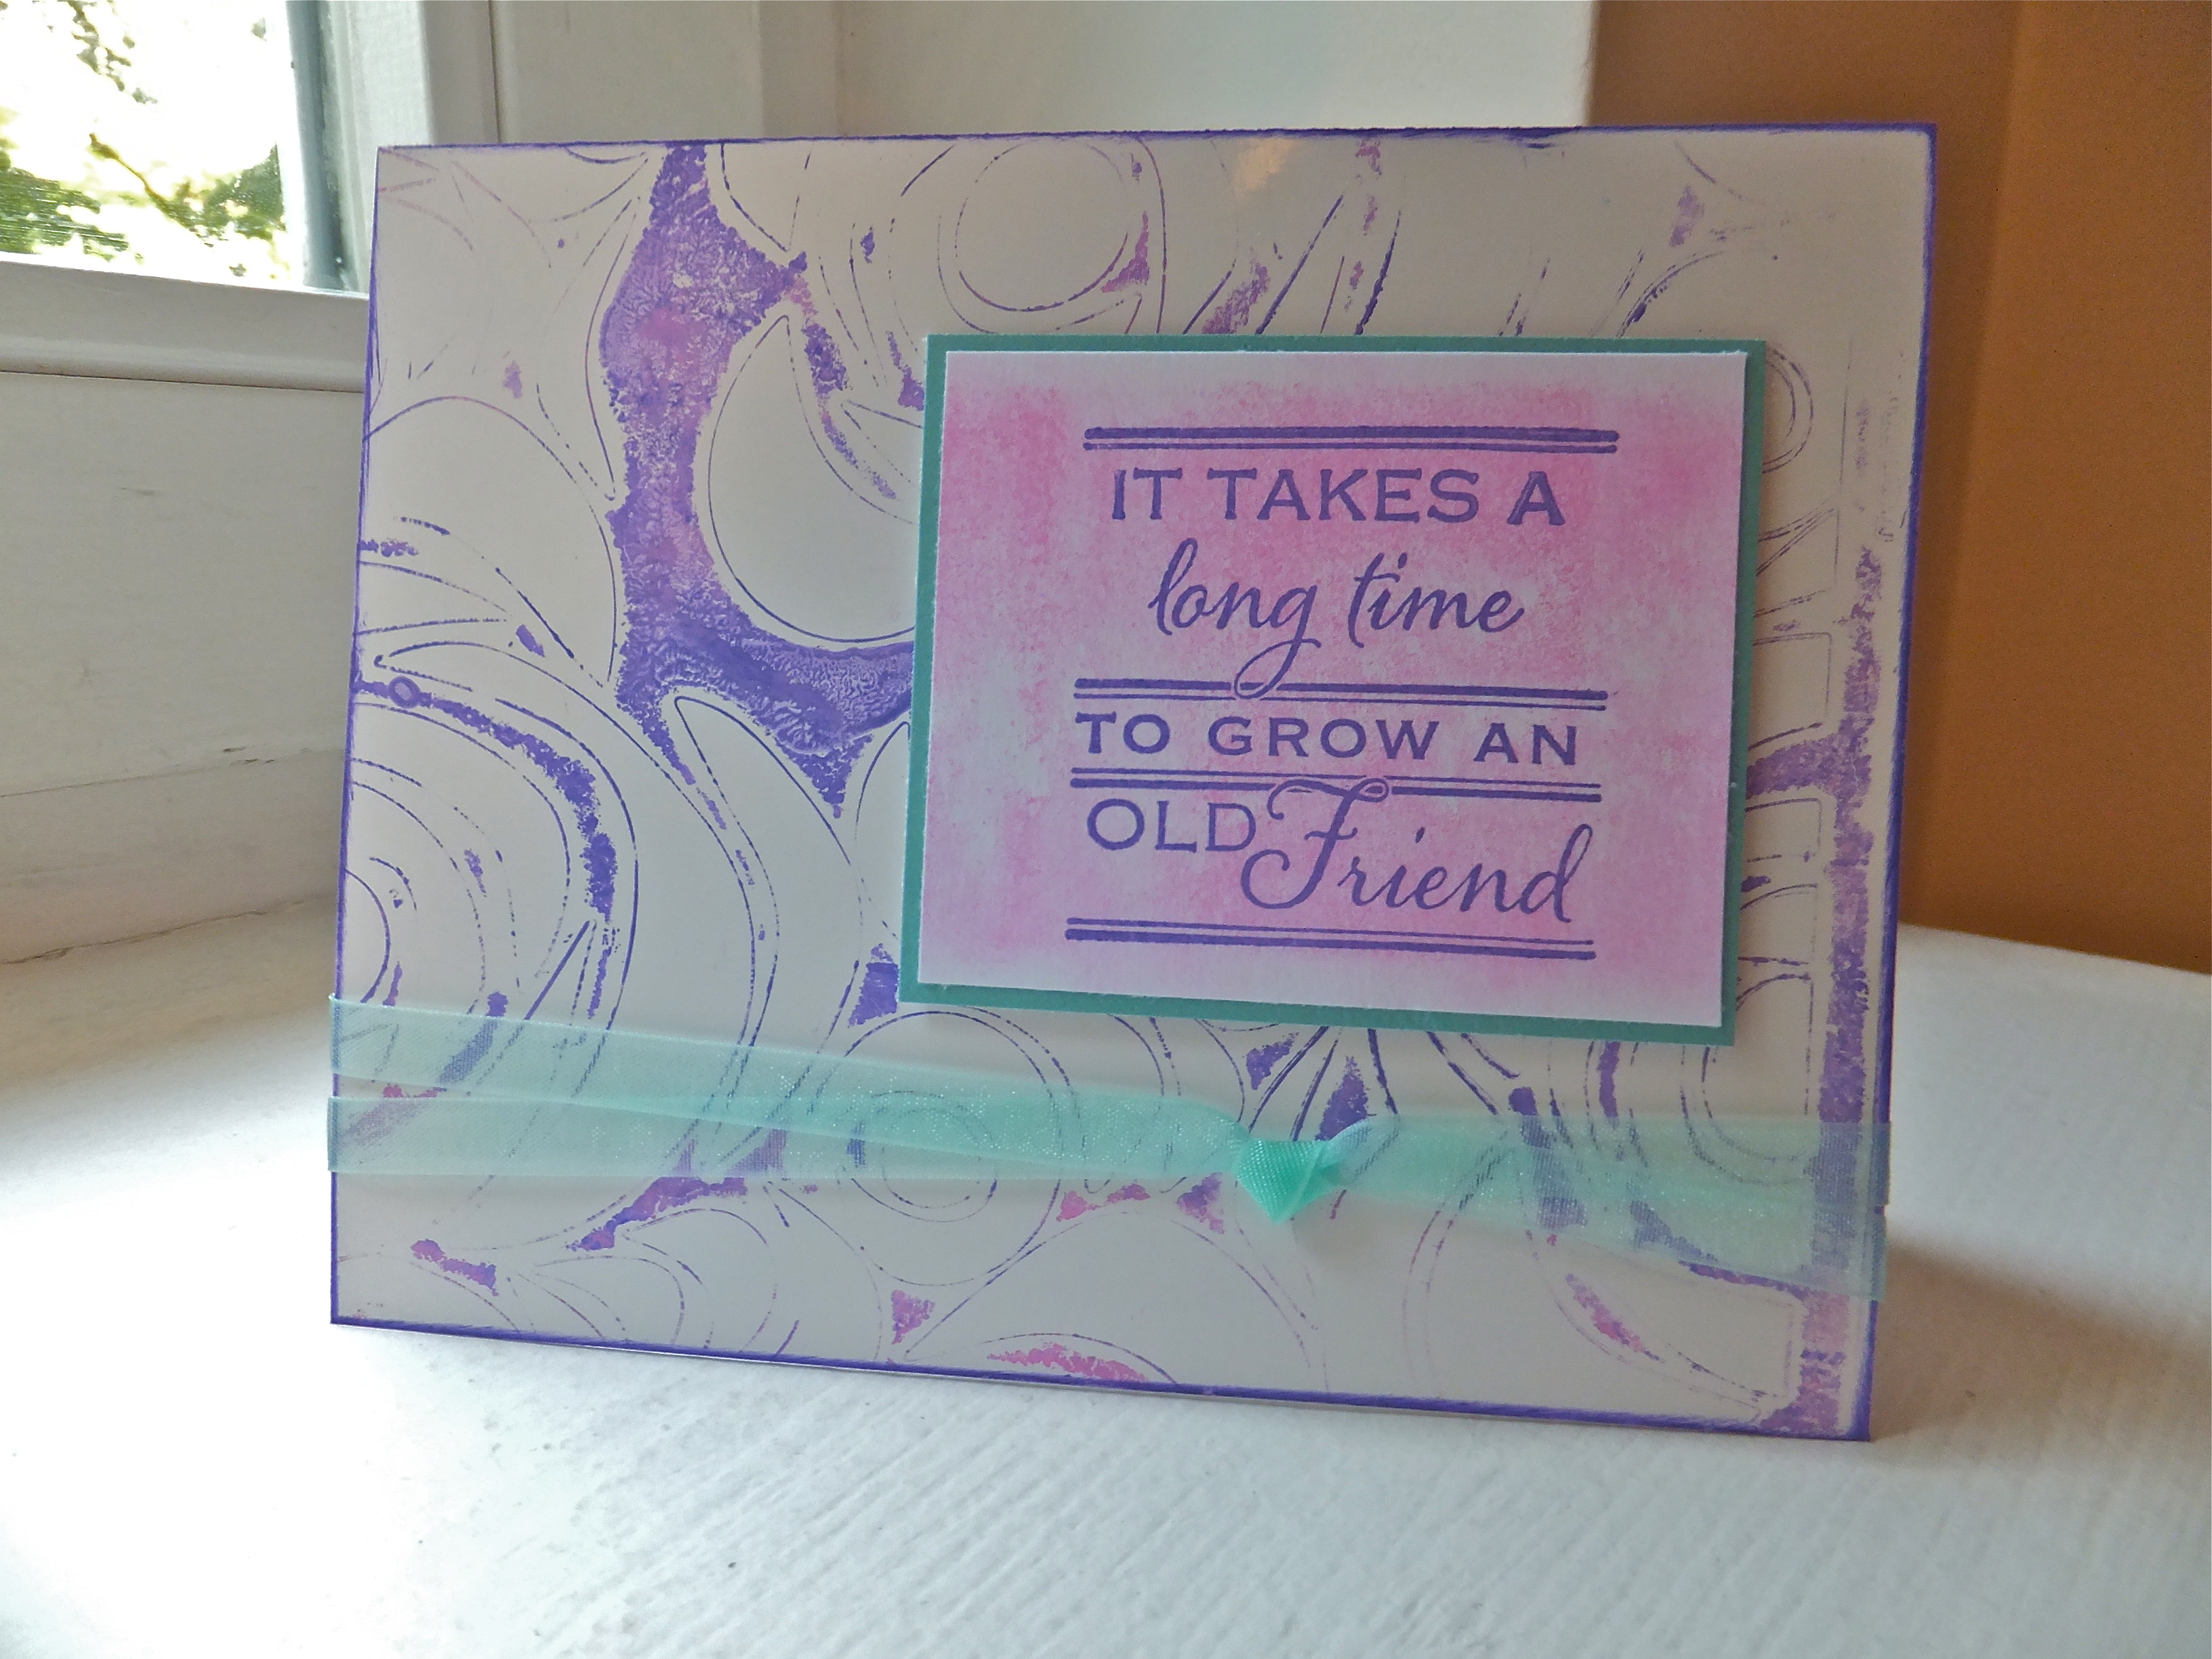 IT TAKES A
long time
TO GROW AN
OLD Friend